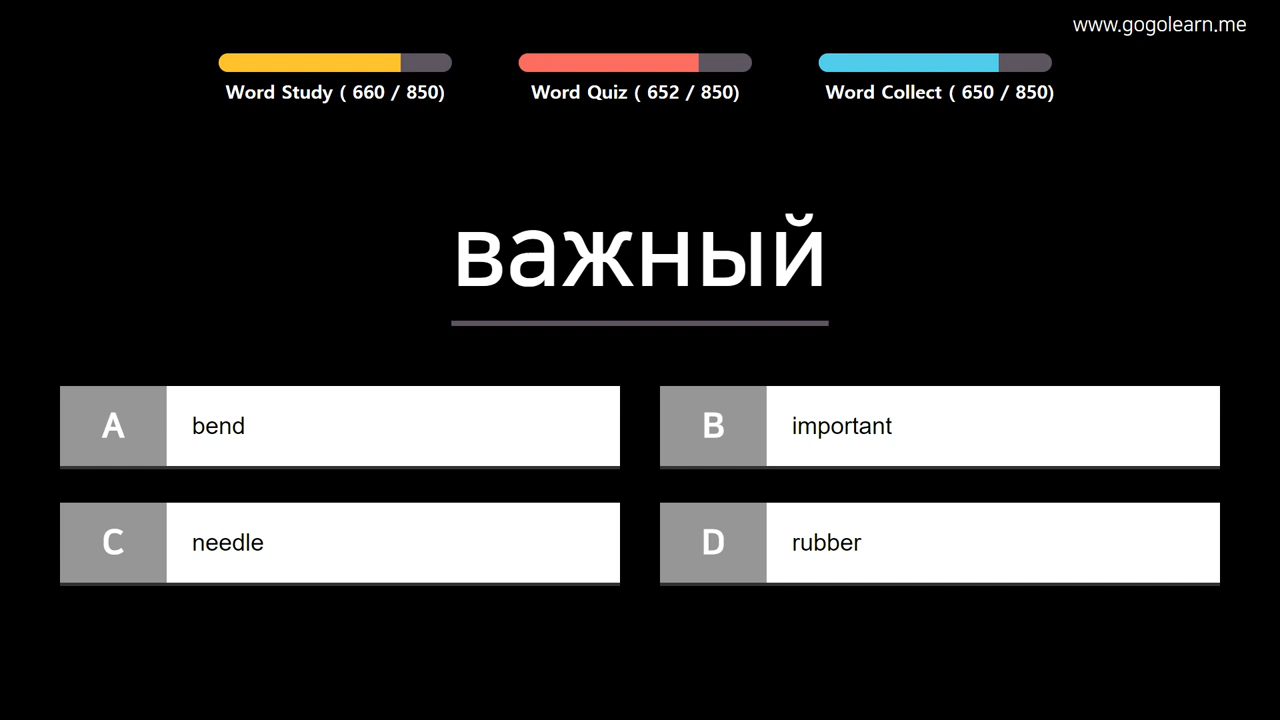 www.gogolearn.me
Word Study ( 660 / 850)
Word Quiz ( 652 / 850)
Word Collect ( 650 / 850)
важный
A bend
B important
C needle
D rubber